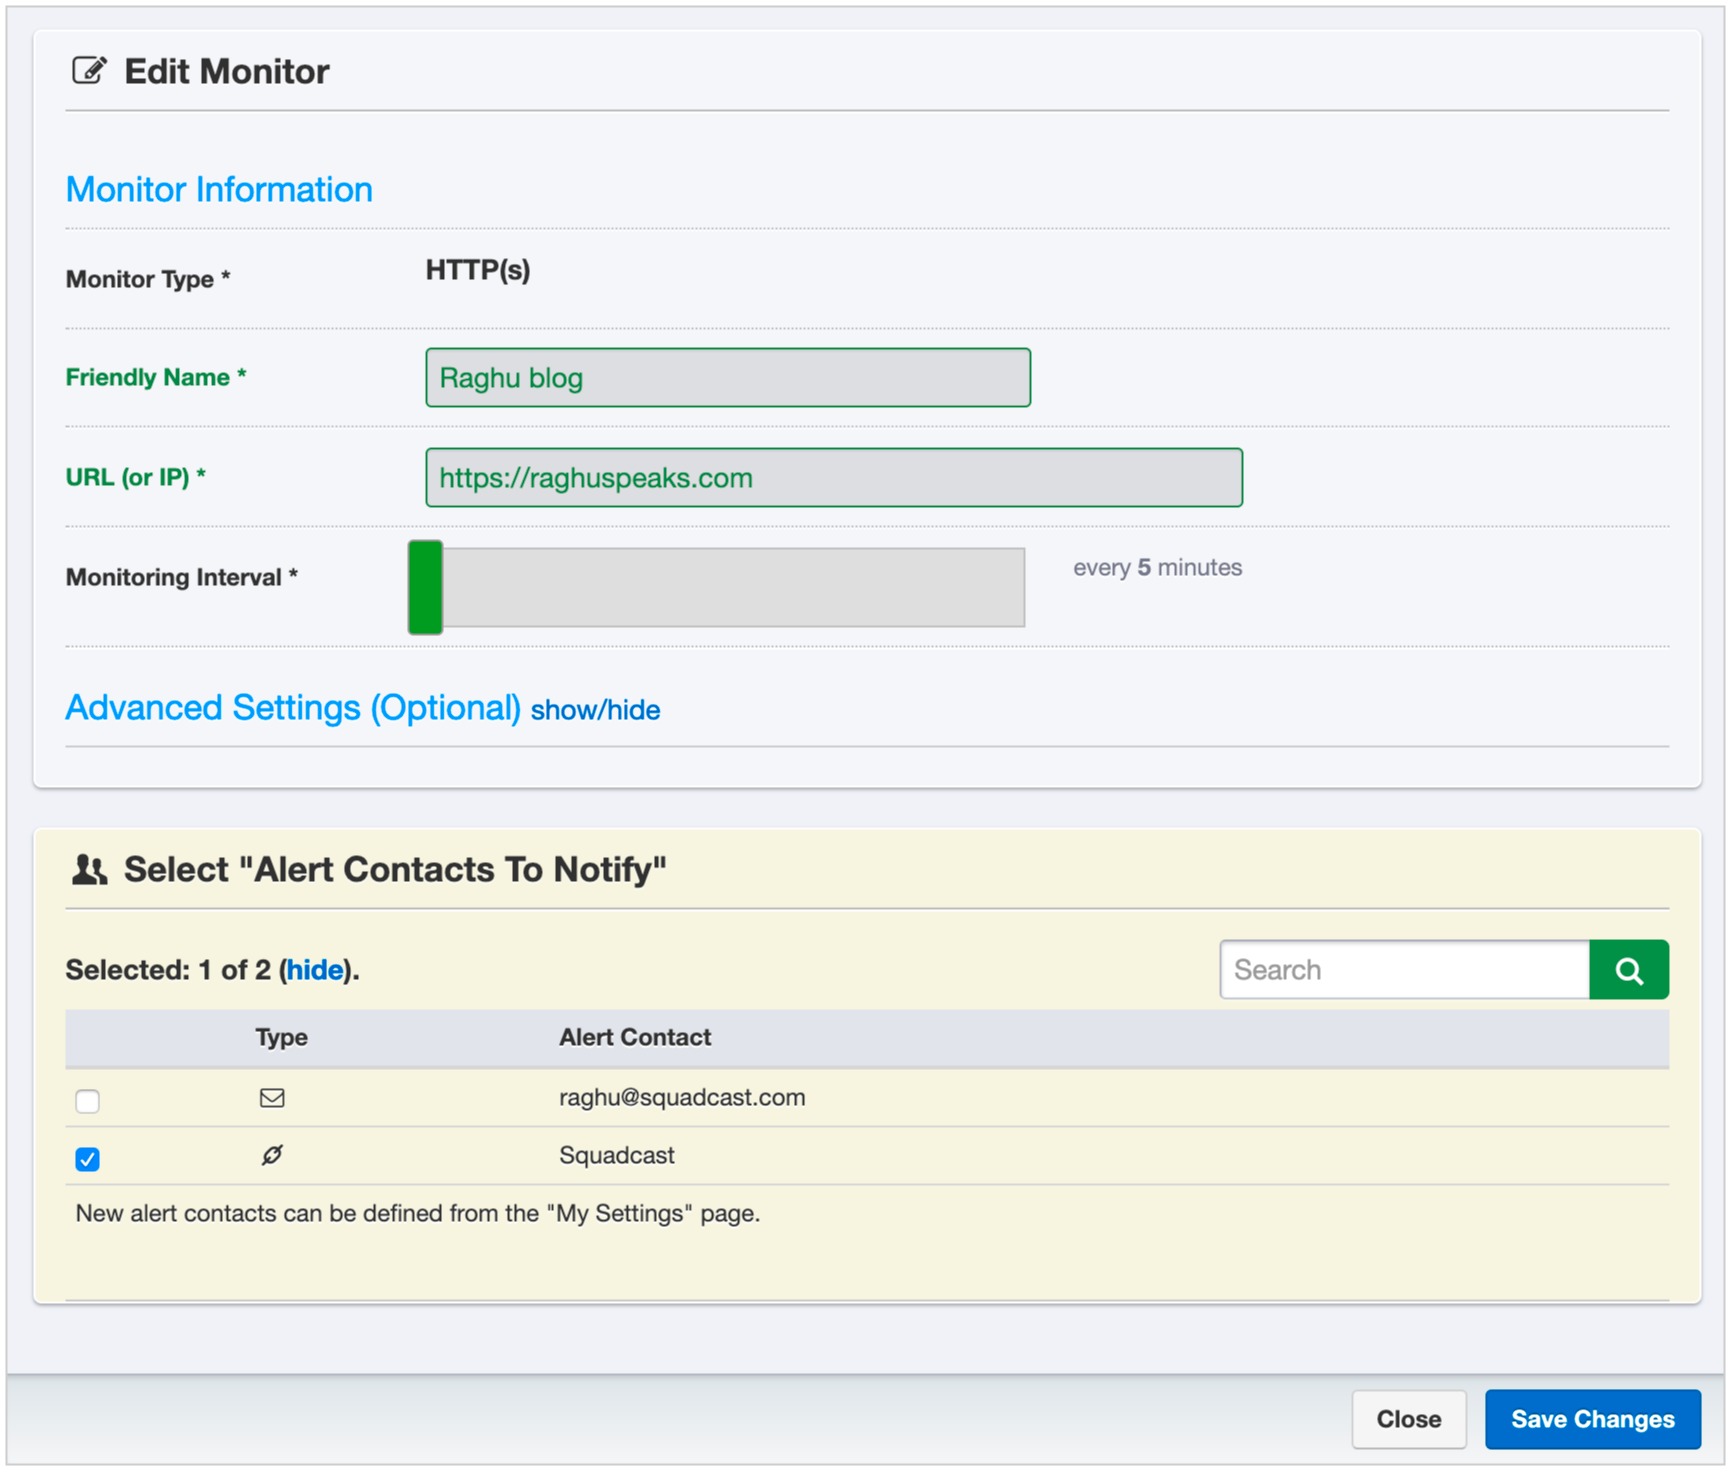 Edit Monitor
Monitor Information
Monitor Type *
HTTP(s)
Friendly Name *
Raghu blog
URL (or IP) *
https://raghuspeaks.com
Monitoring Interval *
every 5 minutes
Advanced Settings (Optional) show/hide
Select "Alert Contacts To Notify"
Selected: 1 of 2 (hide).
Search
Type Alert Contact
raghu@squadcast.com
Squadcast
New alert contacts can be defined from the "My Settings" page.
Close
Save Changes